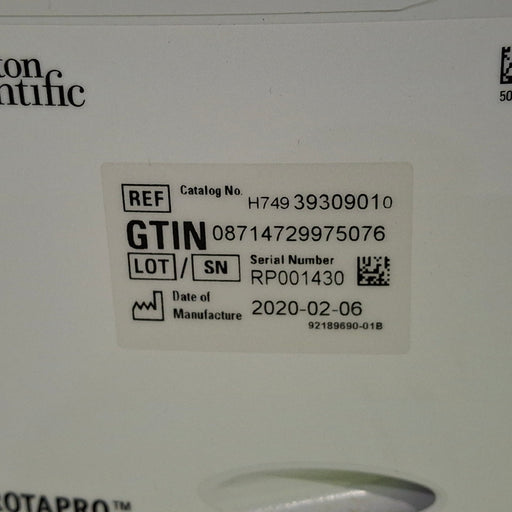 ton
ntific
50
REF Catalog No. H749 39309010
GTIN 08714729975076
LOT / SN Serial Number RP001430
Date of Manufacture 2020-02-06
92189690-01B
OTAPRO™